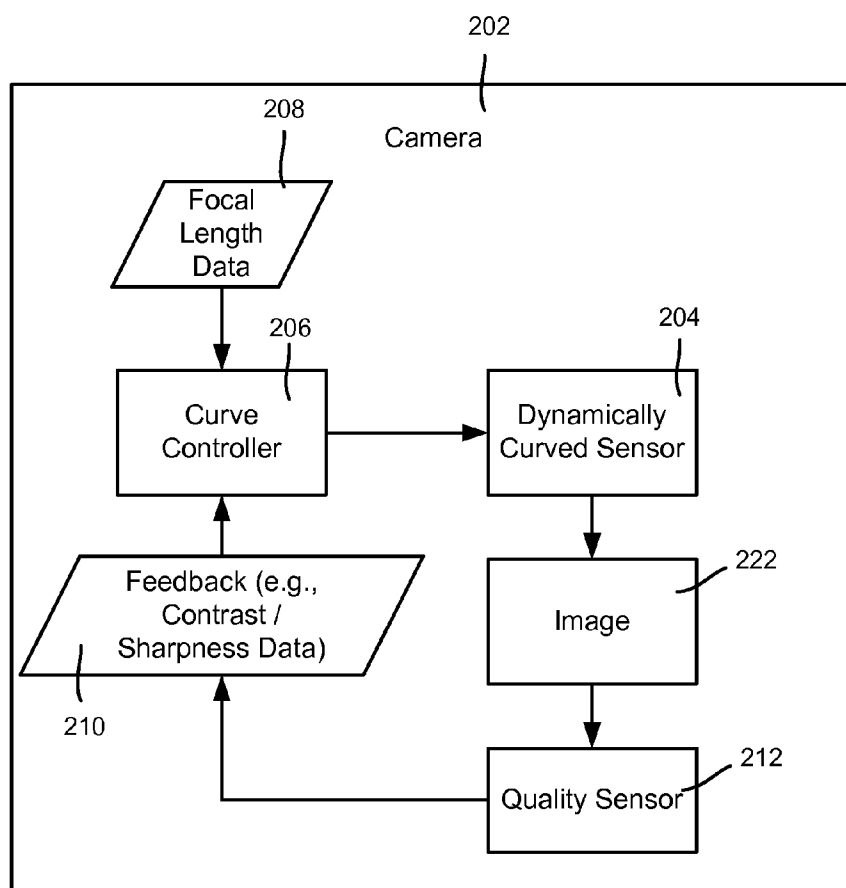 202
Camera
208
Focal
Length
Data
206
Curve
Controller
204
Dynamically
Curved Sensor
Feedback (e.g.,
Contrast /
Sharpness Data)
210
222
Image
212
Quality Sensor